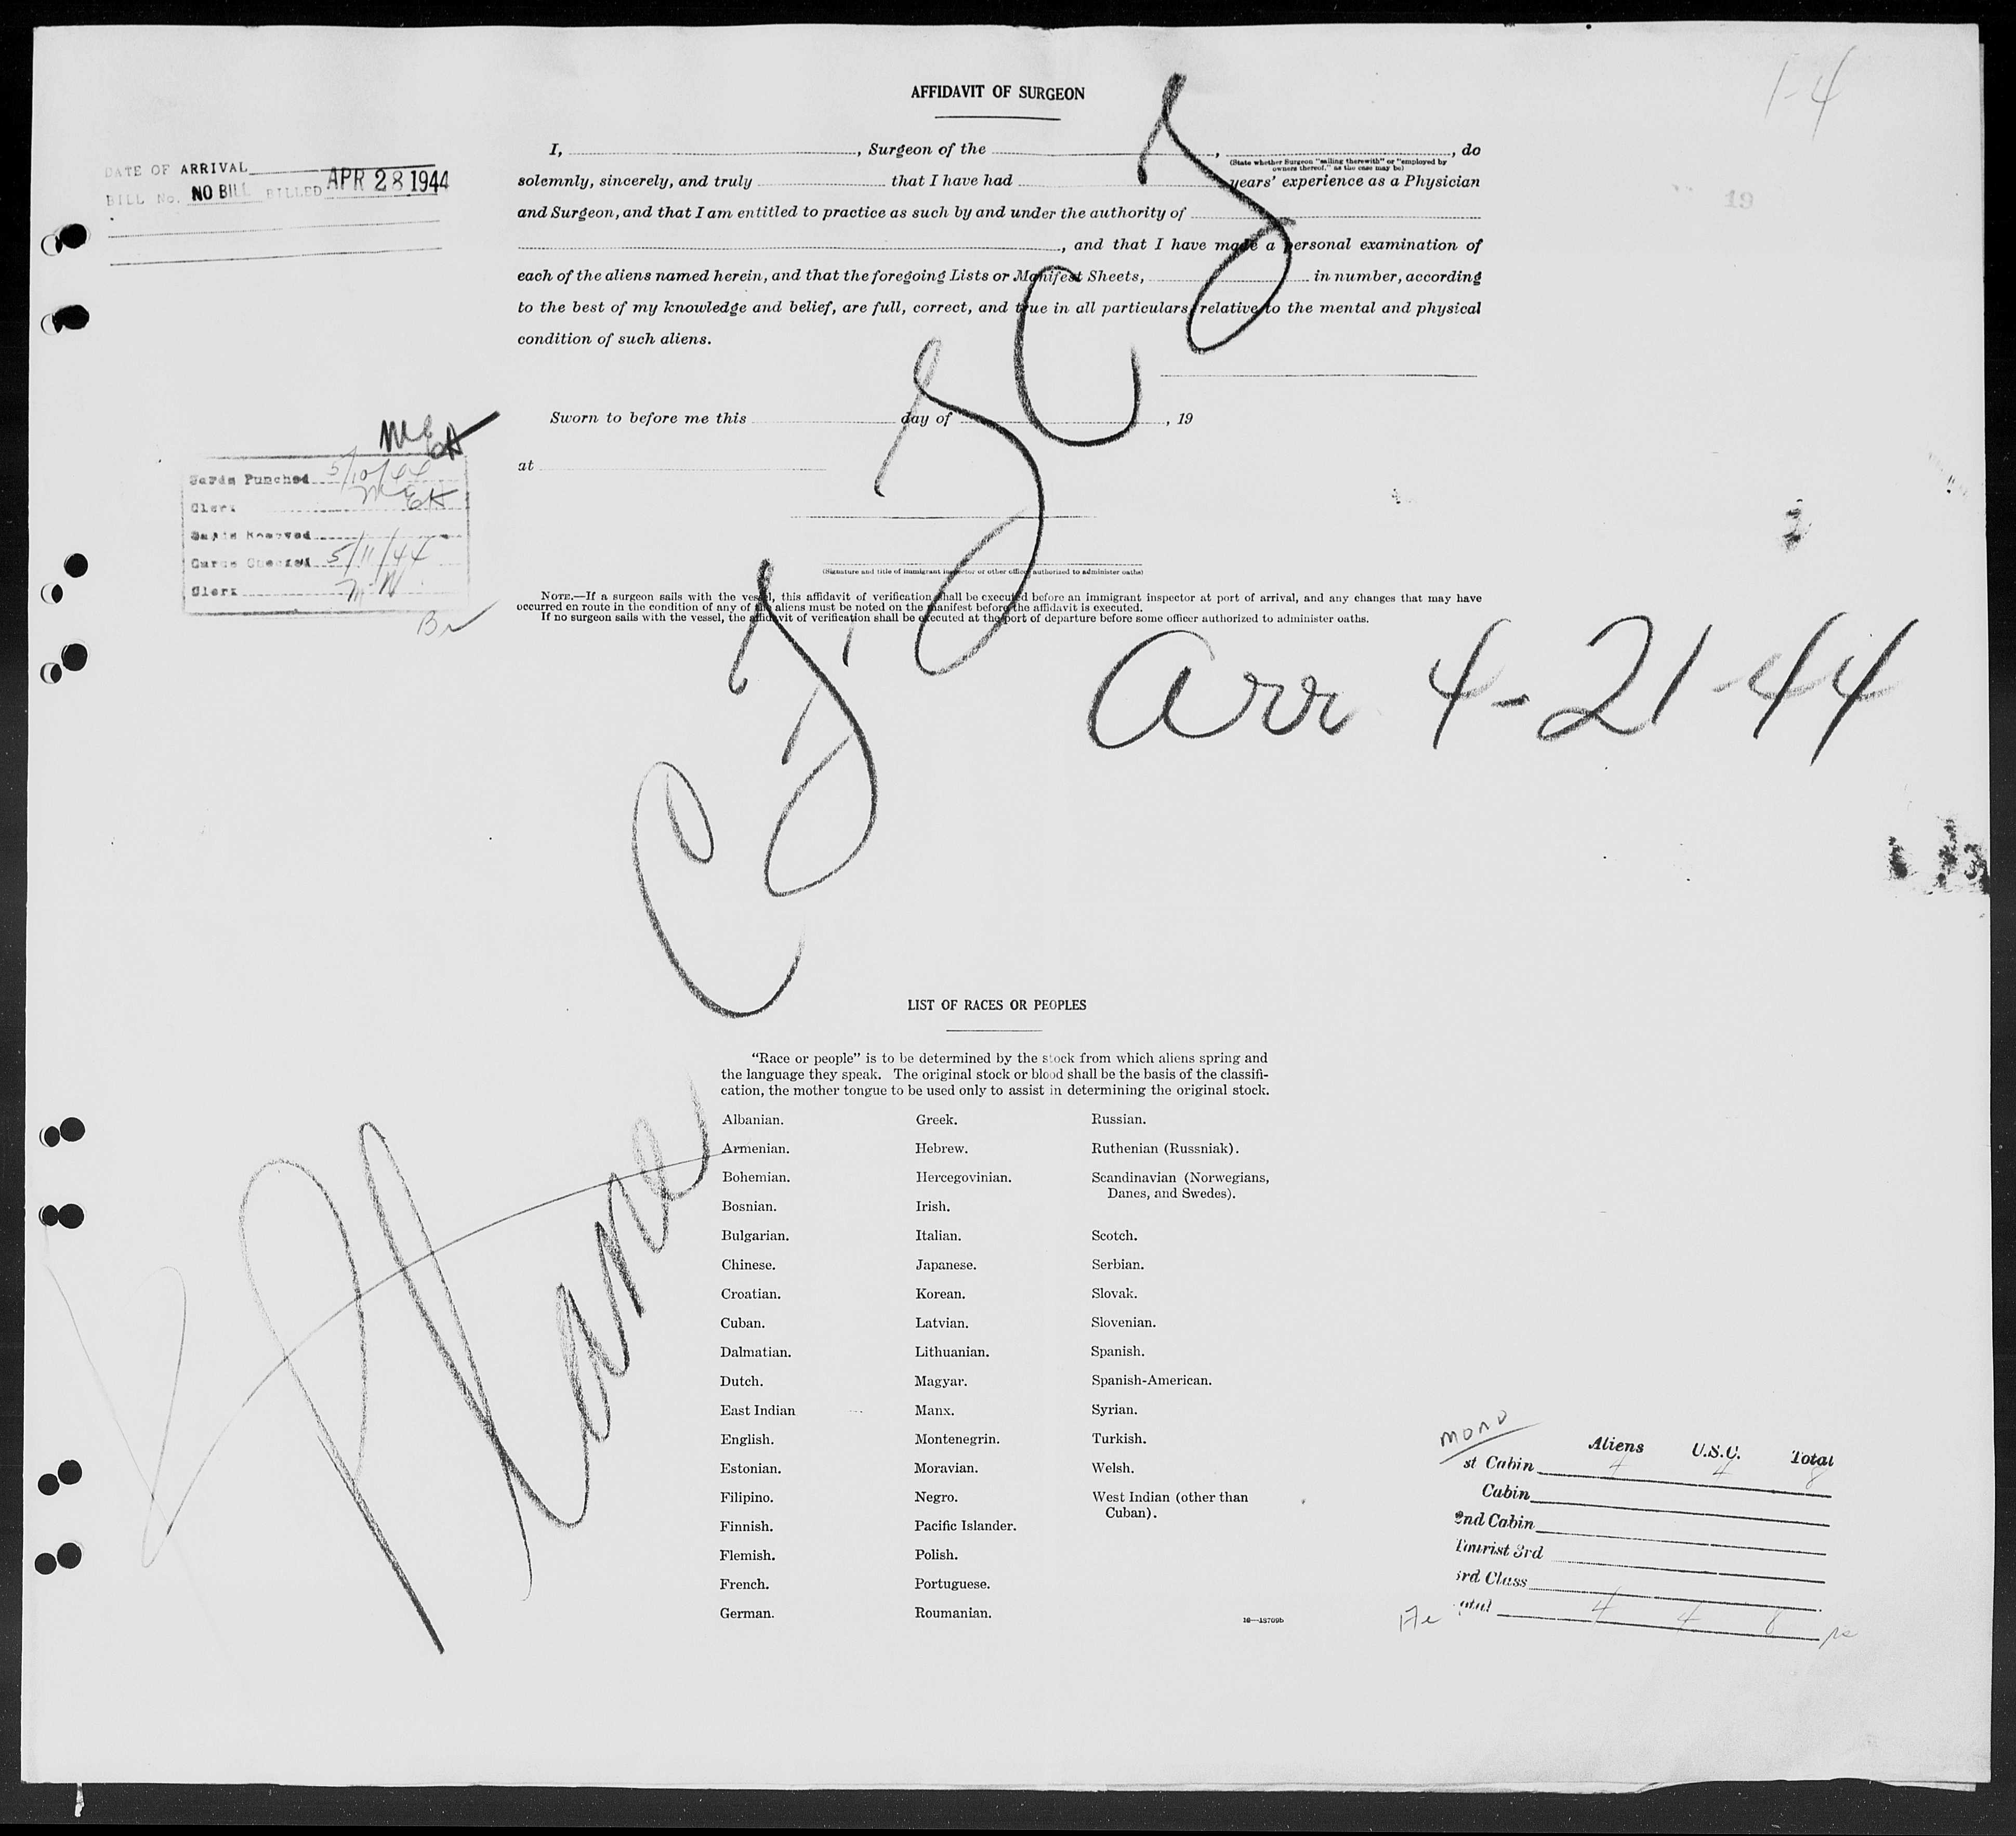 1-4
AFFIDAVIT OF SURGEON
I, , Surgeon of the , , do
(State whether Surgeon "sailing therewith" or "employed by
owners thereof," as the case may be)
solemnly, sincerely, and truly that I have had years' experience as a Physician
and Surgeon, and that I am entitled to practice as such by and under the authority of
, and that I have made a personal examination of
each of the aliens named herein, and that the foregoing Lists or Manifest Sheets, in number, according
to the best of my knowledge and belief, are full, correct, and true in all particulars relative to the mental and physical
condition of such aliens.
Sworn to before me this day of , 19
at
(Signature and title of immigrant inspector or other officer authorized to administer oaths)
NOTE.—If a surgeon sails with the vessel, this affidavit of verification shall be executed before an immigrant inspector at port of arrival, and any changes that may have
occurred en route in the condition of any of the aliens must be noted on the manifest before the affidavit is executed.
If no surgeon sails with the vessel, the affidavit of verification shall be executed at the port of departure before some officer authorized to administer oaths.
DATE OF ARRIVAL
BILL No. NO BILL BILLED APR 28 1944
19
MEH
Cards Punched 5/10/44
Clerk MEH
Cards Checked 5/11/44
Clerk
arr 4-21-44
Plane
LIST OF RACES OR PEOPLES
"Race or people" is to be determined by the stock from which aliens spring and
the language they speak. The original stock or blood shall be the basis of the classifi-
cation, the mother tongue to be used only to assist in determining the original stock.
Albanian.
Armenian.
Bohemian.
Bosnian.
Bulgarian.
Chinese.
Croatian.
Cuban.
Dalmatian.
Dutch.
East Indian
English.
Estonian.
Filipino.
Finnish.
Flemish.
French.
German.
Greek.
Hebrew.
Hercegovinian.
Irish.
Italian.
Japanese.
Korean.
Latvian.
Lithuanian.
Magyar.
Manx.
Montenegrin.
Moravian.
Negro.
Pacific Islander.
Polish.
Portuguese.
Roumanian.
Russian.
Ruthenian (Russniak).
Scandinavian (Norwegians,
Danes, and Swedes).
Scotch.
Serbian.
Slovak.
Slovenian.
Spanish.
Spanish-American.
Syrian.
Turkish.
Welsh.
West Indian (other than
Cuban).
16—15709b
mono
Aliens U.S.C. Total
st Cabin 4 4 8
Cabin
2nd Cabin
Tourist 3rd
3rd Class
otal 4 4 8